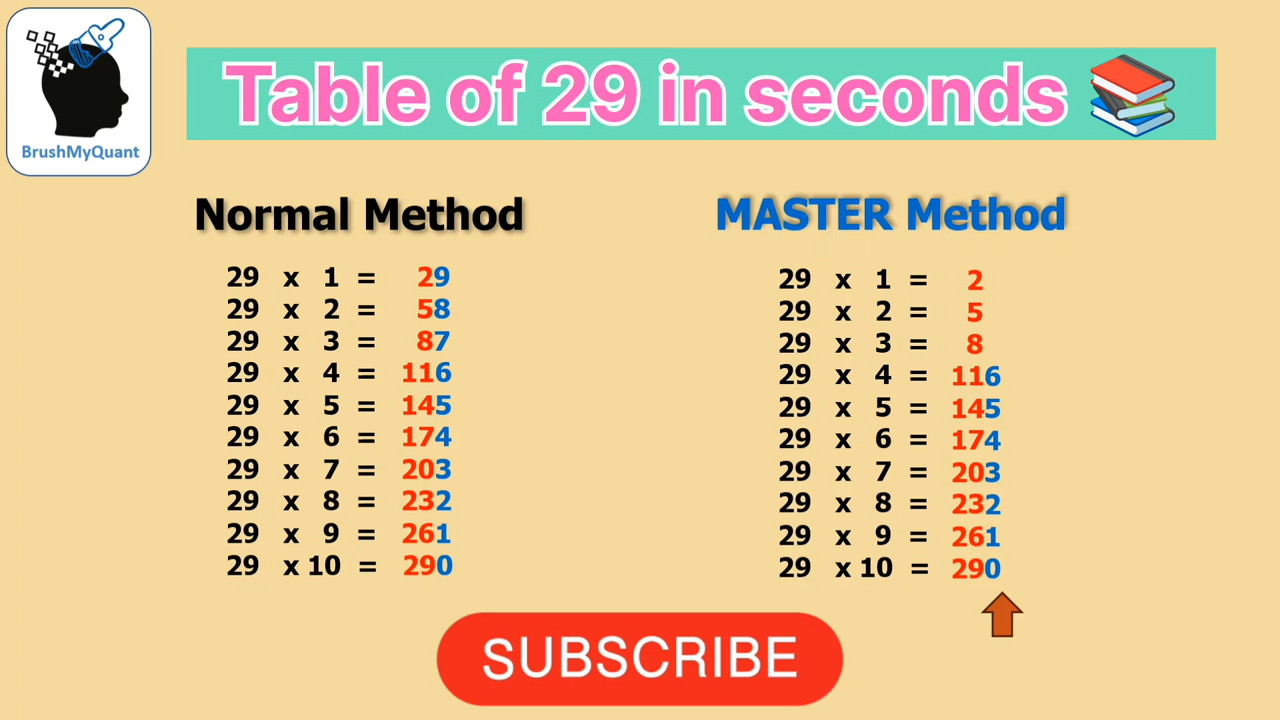 BrushMyQuant
Table of 29 in seconds
Normal Method
29 x 1 = 29
29 x 2 = 58
29 x 3 = 87
29 x 4 = 116
29 x 5 = 145
29 x 6 = 174
29 x 7 = 203
29 x 8 = 232
29 x 9 = 261
29 x 10 = 290
MASTER Method
29 x 1 = 2
29 x 2 = 5
29 x 3 = 8
29 x 4 = 116
29 x 5 = 145
29 x 6 = 174
29 x 7 = 203
29 x 8 = 232
29 x 9 = 261
29 x 10 = 290
SUBSCRIBE